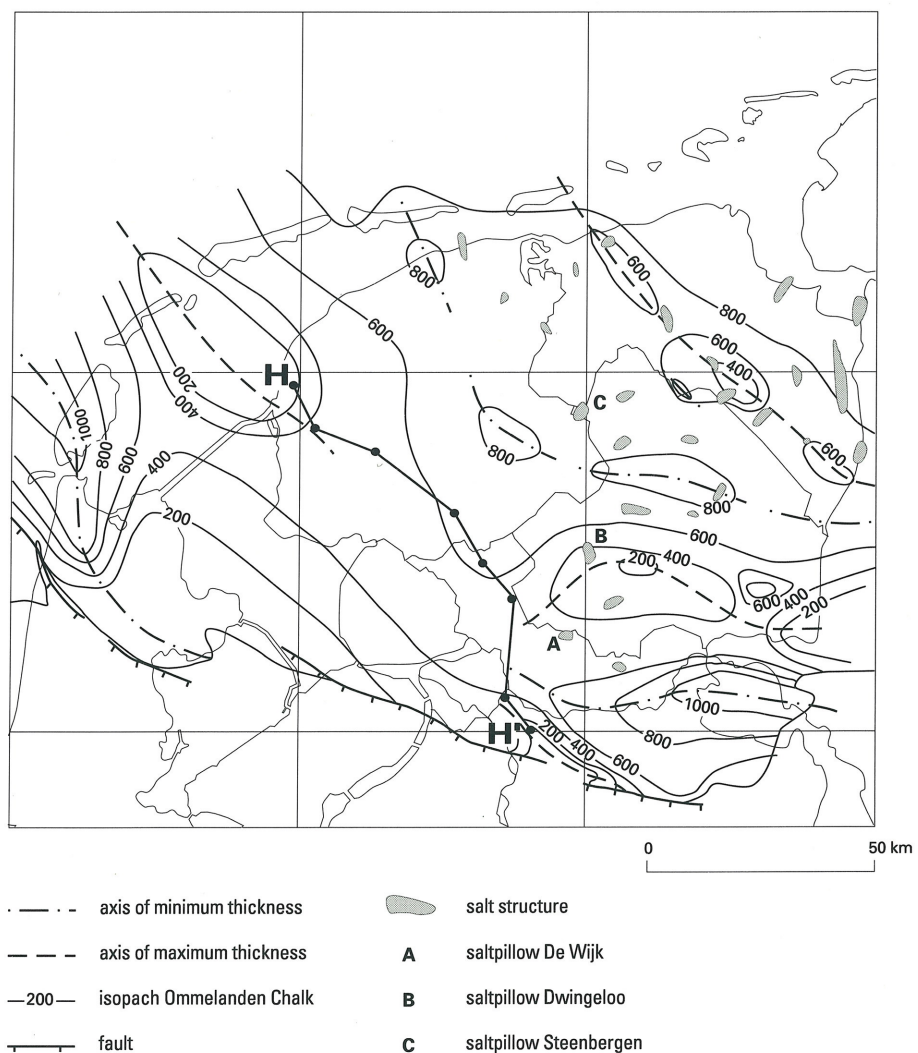 800
600
600
800
H
600
400
200
400
C
1000
800
600
400
800
600
800
200
600
B
200
400
600
400
200
A
1000
H'
200
400
600
800
0
50 km
axis of minimum thickness
salt structure
axis of maximum thickness
A
saltpillow De Wijk
—200—
isopach Ommelanden Chalk
B
saltpillow Dwingeloo
fault
C
saltpillow Steenbergen